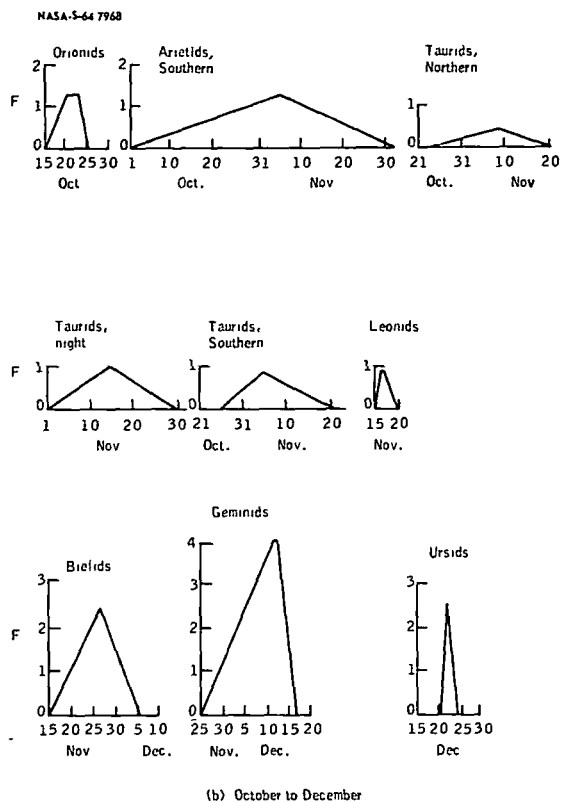 NASA-S-64 7968
Orionids
Arietids,
Southern
Taurids,
Northern
F
2
1
0
15 20 25 30
Oct
2
1
0
1 10 20 31 10 20 30
Oct. Nov
1
0
21 31 10 20
Oct. Nov
Taurids,
night
Taurids,
Southern
Leonids
F
1
0
1 10 20 30
Nov
1
0
21 31 10 20
Oct. Nov.
1
0
15 20
Nov.
Bielids
Geminids
Ursids
F
3
2
1
0
15 20 25 30 5 10
Nov Dec.
4
3
2
1
0
25 30 5 10 15 20
Nov. Dec.
3
2
1
0
15 20 25 30
Dec
(b) October to December